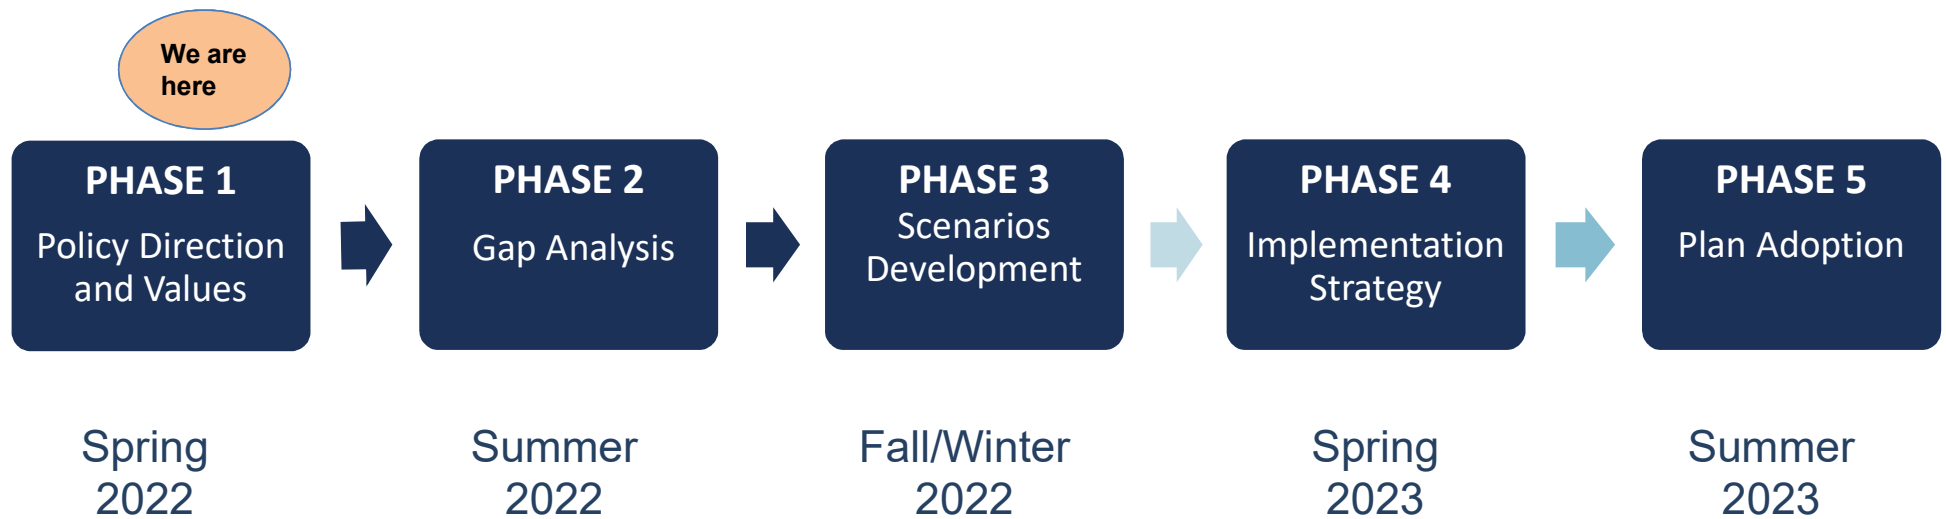 We are
here
PHASE 1
Policy Direction
and Values
PHASE 2
Gap Analysis
PHASE 3
Scenarios
Development
PHASE 4
Implementation
Strategy
PHASE 5
Plan Adoption
Spring
2022
Summer
2022
Fall/Winter
2022
Spring
2023
Summer
2023